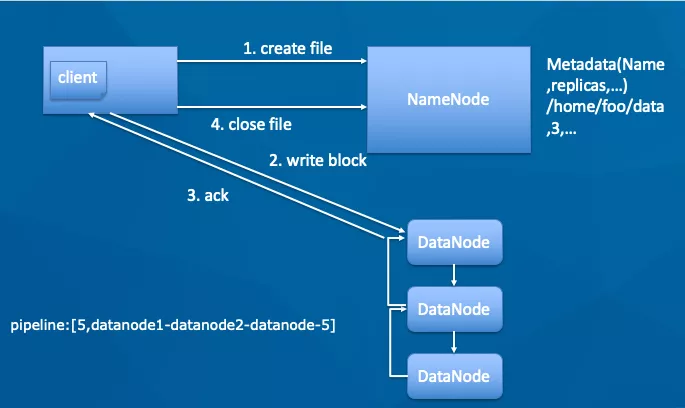 1. create file
client
NameNode
Metadata(Name
,replicas,...)
/home/foo/data
,3,...
4. close file
2. write block
3. ack
DataNode
DataNode
pipeline:[5,datanode1-datanode2-datanode-5]
DataNode